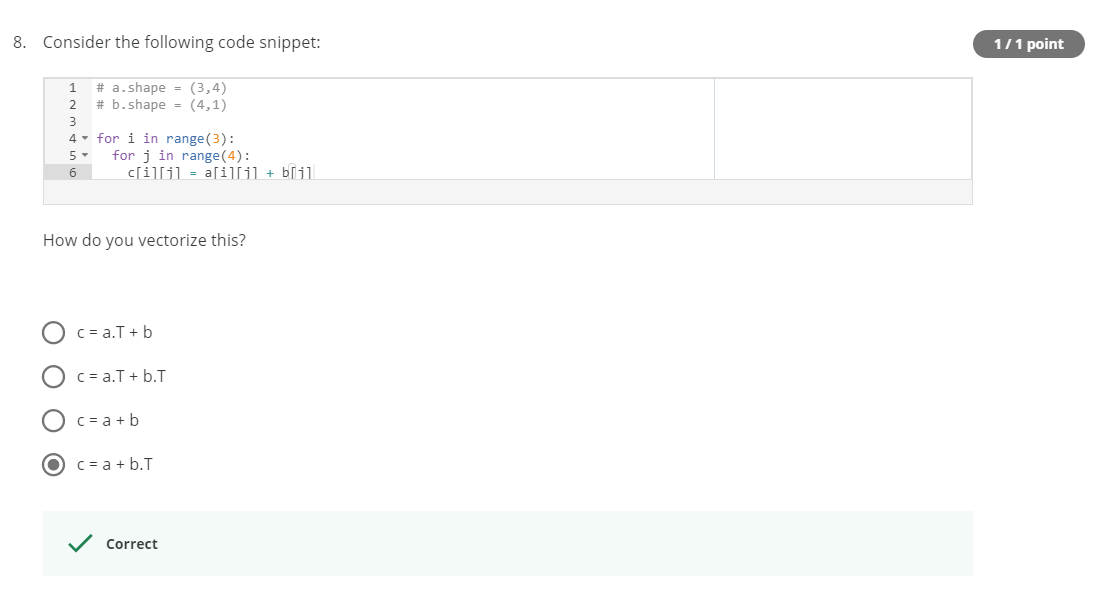 8. Consider the following code snippet:
1 / 1 point
1 # a.shape = (3,4)
2 # b.shape = (4,1)
3
4 for i in range(3):
5 for j in range(4):
6 c[i][j] = a[i][j] + b[j]
How do you vectorize this?
c = a.T + b
c = a.T + b.T
c = a + b
c = a + b.T
Correct